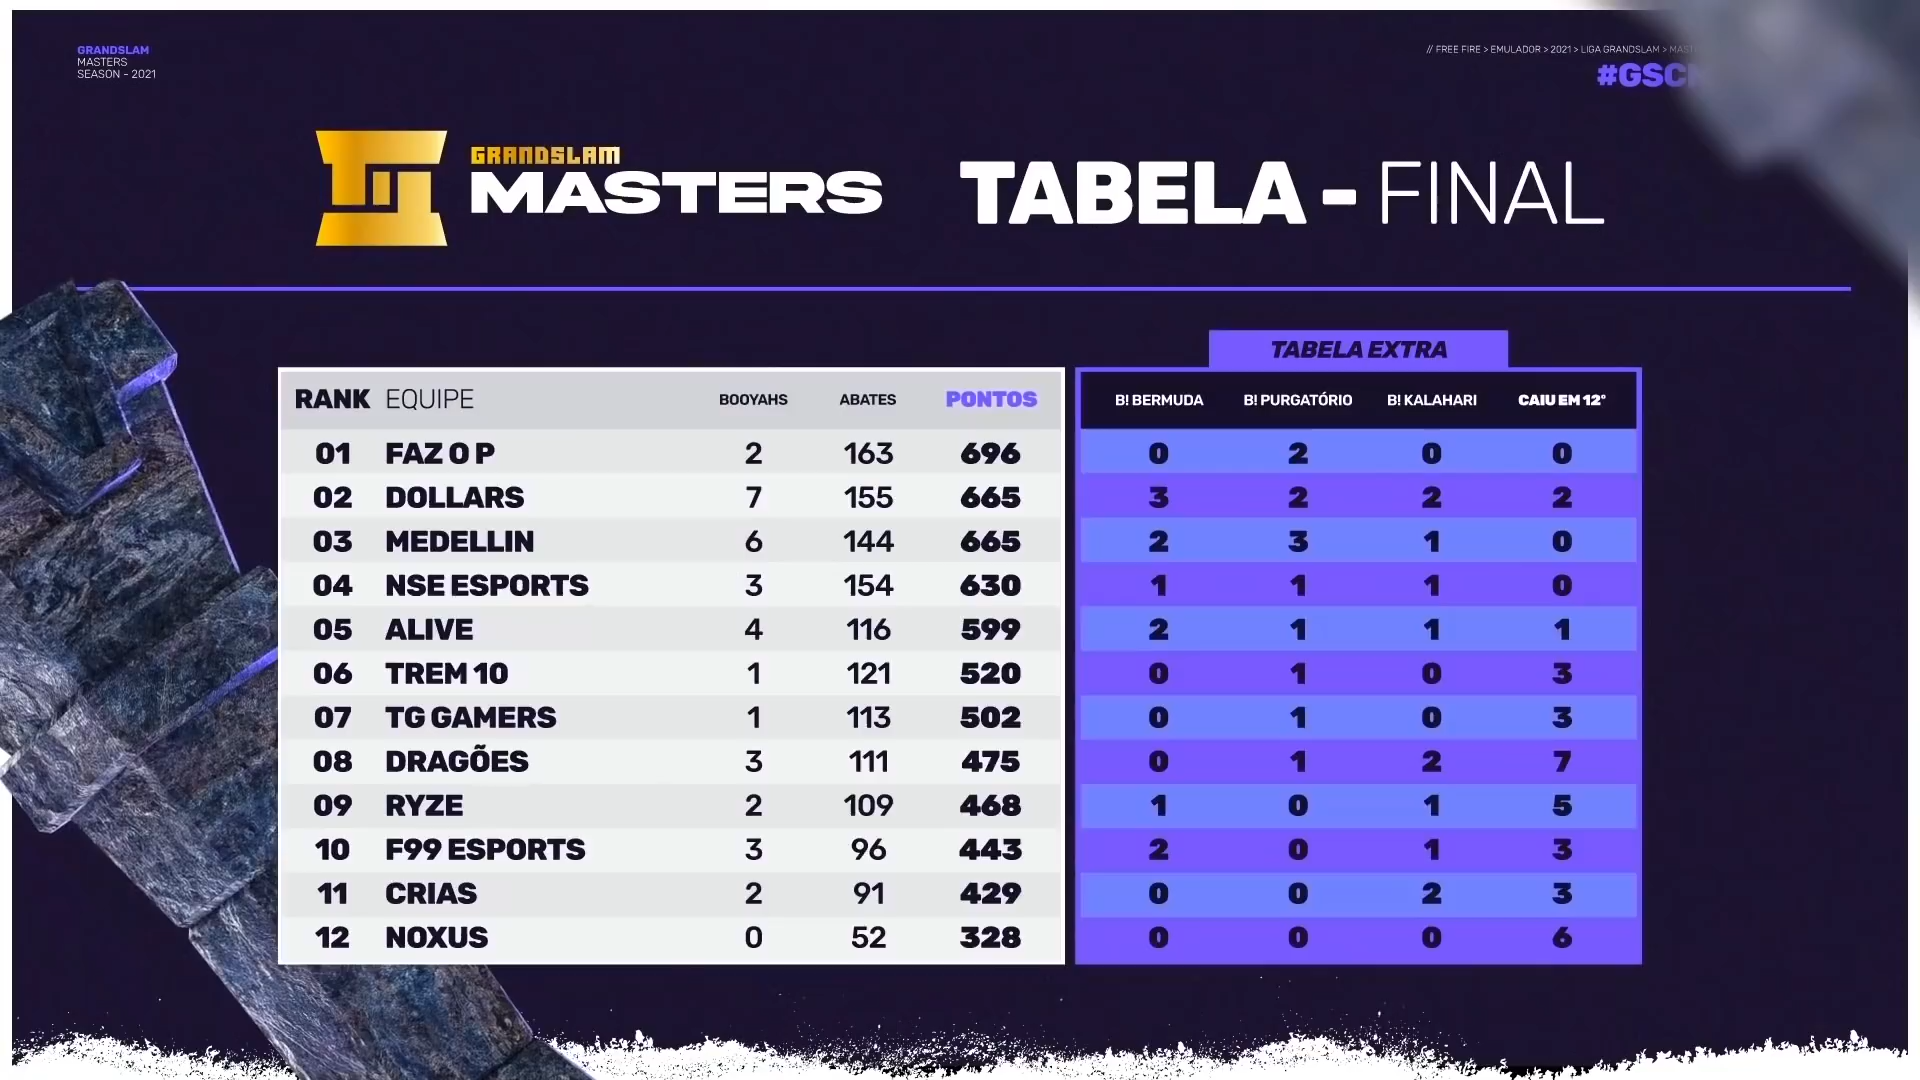 GRANDSLAM
MASTERS
SEASON - 2021
// FREE FIRE > EMULADOR > 2021 > LIGA GRANDSLAM >
GRANDSLAM
MASTERS
TABELA - FINAL
TABELA EXTRA
RANK EQUIPE BOOYAHS ABATES PONTOS B! BERMUDA B! PURGATÓRIO B! KALAHARI CAIU EM 12°
01 FAZ O P 2 163 696 0 2 0 0
02 DOLLARS 7 155 665 3 2 2 2
03 MEDELLIN 6 144 665 2 3 1 0
04 NSE ESPORTS 3 154 630 1 1 1 0
05 ALIVE 4 116 599 2 1 1 1
06 TREM 10 1 121 520 0 1 0 3
07 TG GAMERS 1 113 502 0 1 0 3
08 DRAGÕES 3 111 475 0 1 2 7
09 RYZE 2 109 468 1 0 1 5
10 F99 ESPORTS 3 96 443 2 0 1 3
11 CRIAS 2 91 429 0 0 2 3
12 NOXUS 0 52 328 0 0 0 6